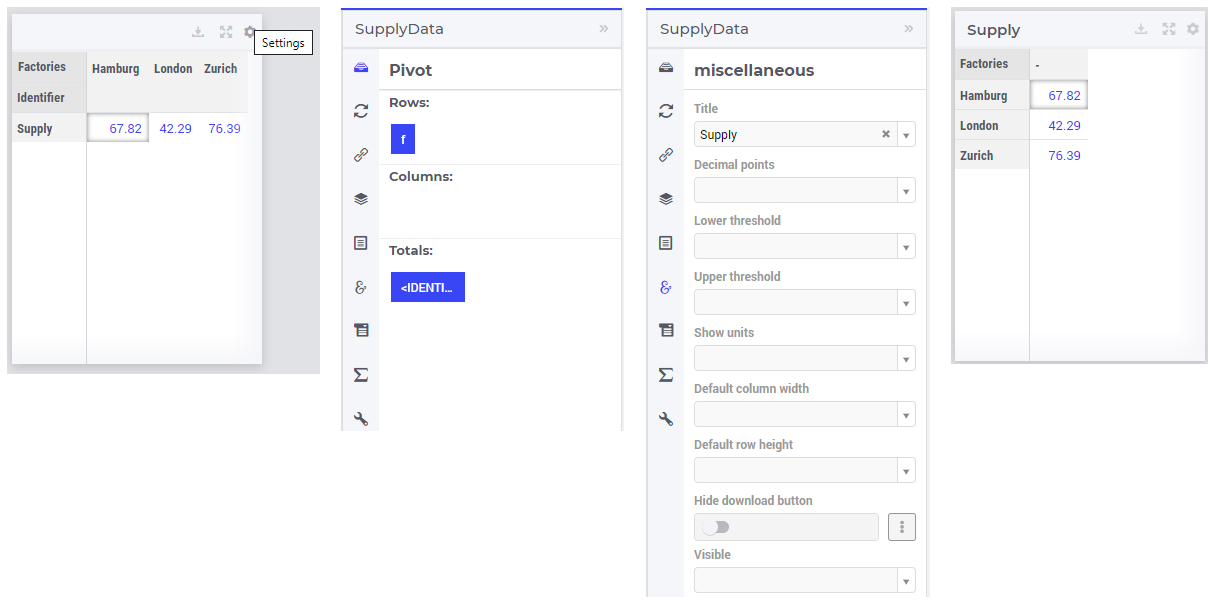 Settings
Factories Hamburg London Zurich
Identifier
Supply 67.82 42.29 76.39
SupplyData »
Pivot
Rows:
f
Columns:
Totals:
<IDENTI...
SupplyData »
miscellaneous
Title
Supply
Decimal points
Lower threshold
Upper threshold
Show units
Default column width
Default row height
Hide download button
Visible
Supply
Factories -
Hamburg 67.82
London 42.29
Zurich 76.39